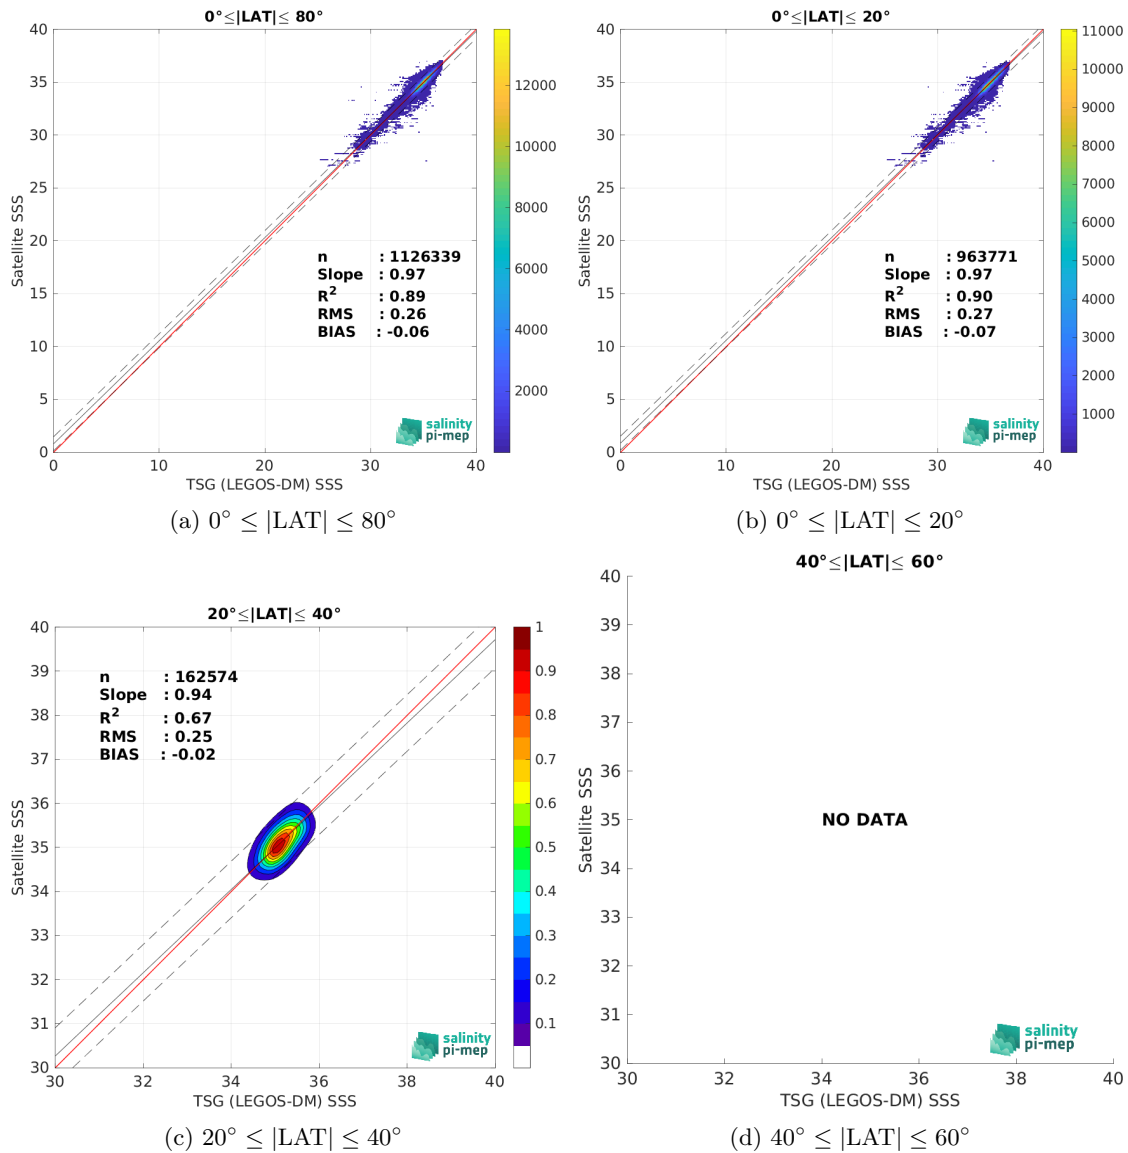 0°≤|LAT|≤ 80°
40
35
30
25
20
15
10
5
0
0
10
20
30
40
Satellite SSS
TSG (LEGOS-DM) SSS
n : 1126339
Slope : 0.97
R² : 0.89
RMS : 0.26
BIAS : -0.06
12000
10000
8000
6000
4000
2000
salinity
pi-mep
(a) 0° ≤ |LAT| ≤ 80°
0°≤|LAT|≤ 20°
40
35
30
25
20
15
10
5
0
0
10
20
30
40
Satellite SSS
TSG (LEGOS-DM) SSS
n : 963771
Slope : 0.97
R² : 0.90
RMS : 0.27
BIAS : -0.07
11000
10000
9000
8000
7000
6000
5000
4000
3000
2000
1000
salinity
pi-mep
(b) 0° ≤ |LAT| ≤ 20°
20°≤|LAT|≤ 40°
40
39
38
37
36
35
34
33
32
31
30
30
32
34
36
38
40
Satellite SSS
TSG (LEGOS-DM) SSS
n : 162574
Slope : 0.94
R² : 0.67
RMS : 0.25
BIAS : -0.02
1
0.9
0.8
0.7
0.6
0.5
0.4
0.3
0.2
0.1
salinity
pi-mep
(c) 20° ≤ |LAT| ≤ 40°
40°≤|LAT|≤ 60°
40
39
38
37
36
35
34
33
32
31
30
30
32
34
36
38
40
Satellite SSS
TSG (LEGOS-DM) SSS
NO DATA
salinity
pi-mep
(d) 40° ≤ |LAT| ≤ 60°